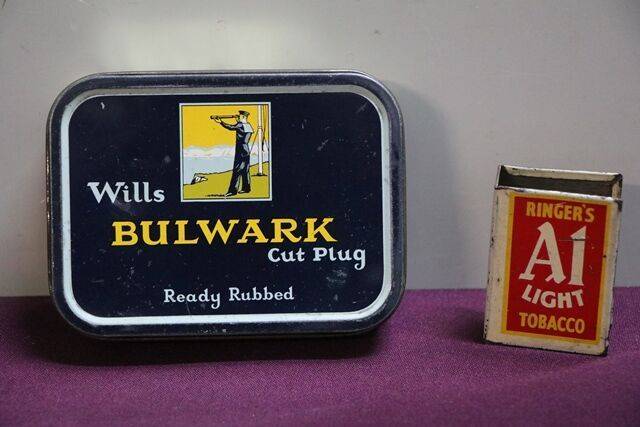 Wills
BULWARK
Cut Plug
Ready Rubbed
RINGER'S
A1
LIGHT
TOBACCO